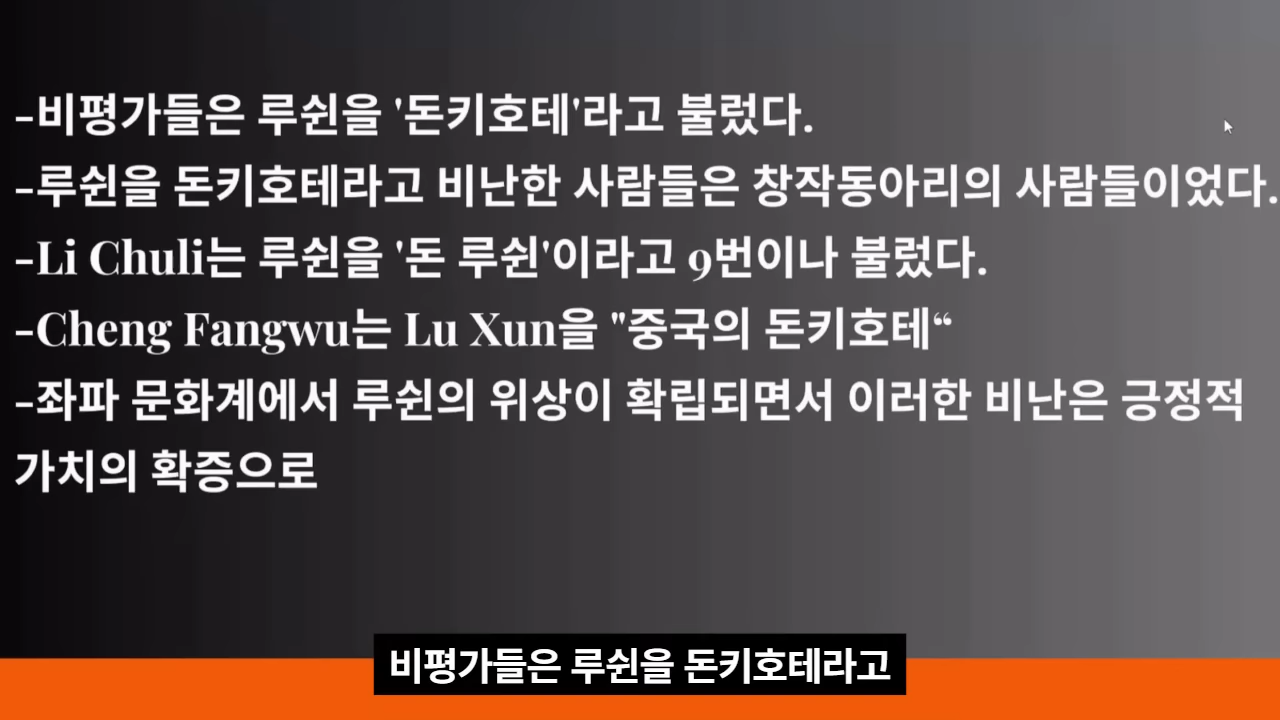 -비평가들은 루쉰을 '돈키호테'라고 불렀다.
-루쉰을 돈키호테라고 비난한 사람들은 창작동아리의 사람들이었다.
-Li Chuli는 루쉰을 '돈 루쉰'이라고 9번이나 불렀다.
-Cheng Fangwu는 Lu Xun을 "중국의 돈키호테“
-좌파 문화계에서 루쉰의 위상이 확립되면서 이러한 비난은 긍정적
가치의 확증으로
비평가들은 루쉰을 돈키호테라고